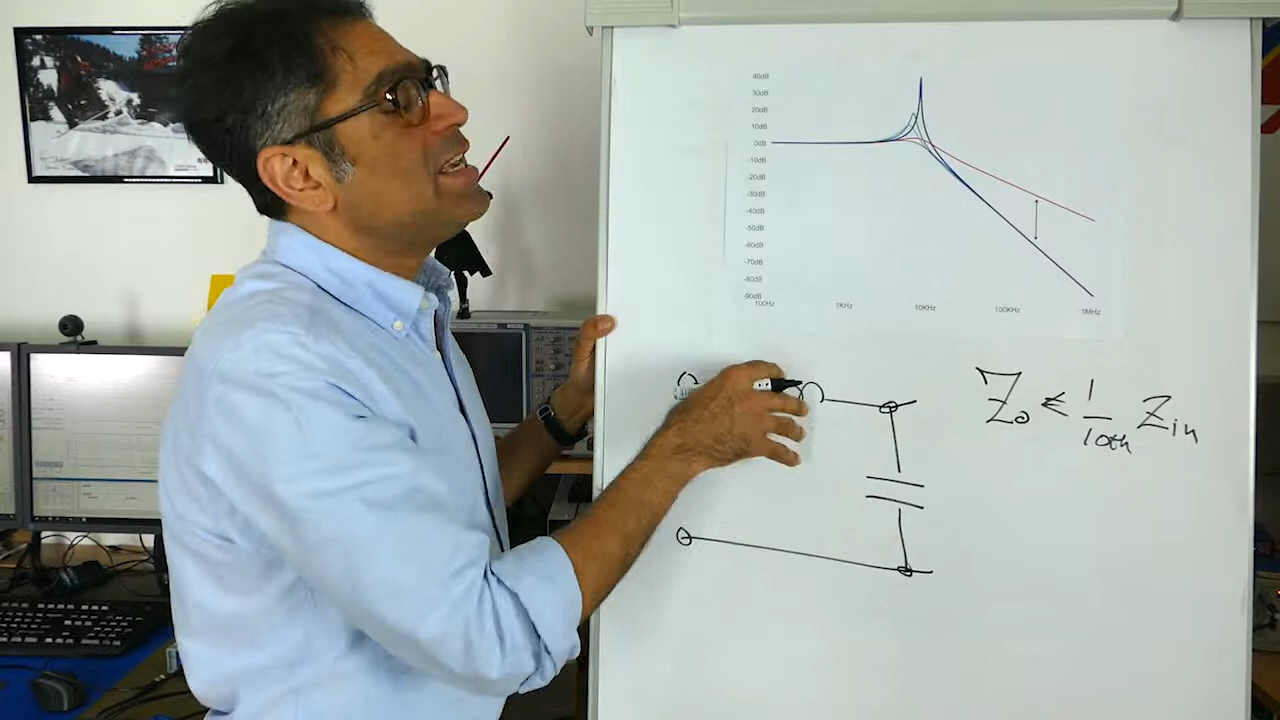 40dB
30dB
20dB
10dB
0dB
-10dB
-20dB
-30dB
-40dB
-50dB
-60dB
-70dB
-80dB
-90dB
100Hz 1KHz 10KHz 100KHz 1MHz
Zo < 1/10th Zin